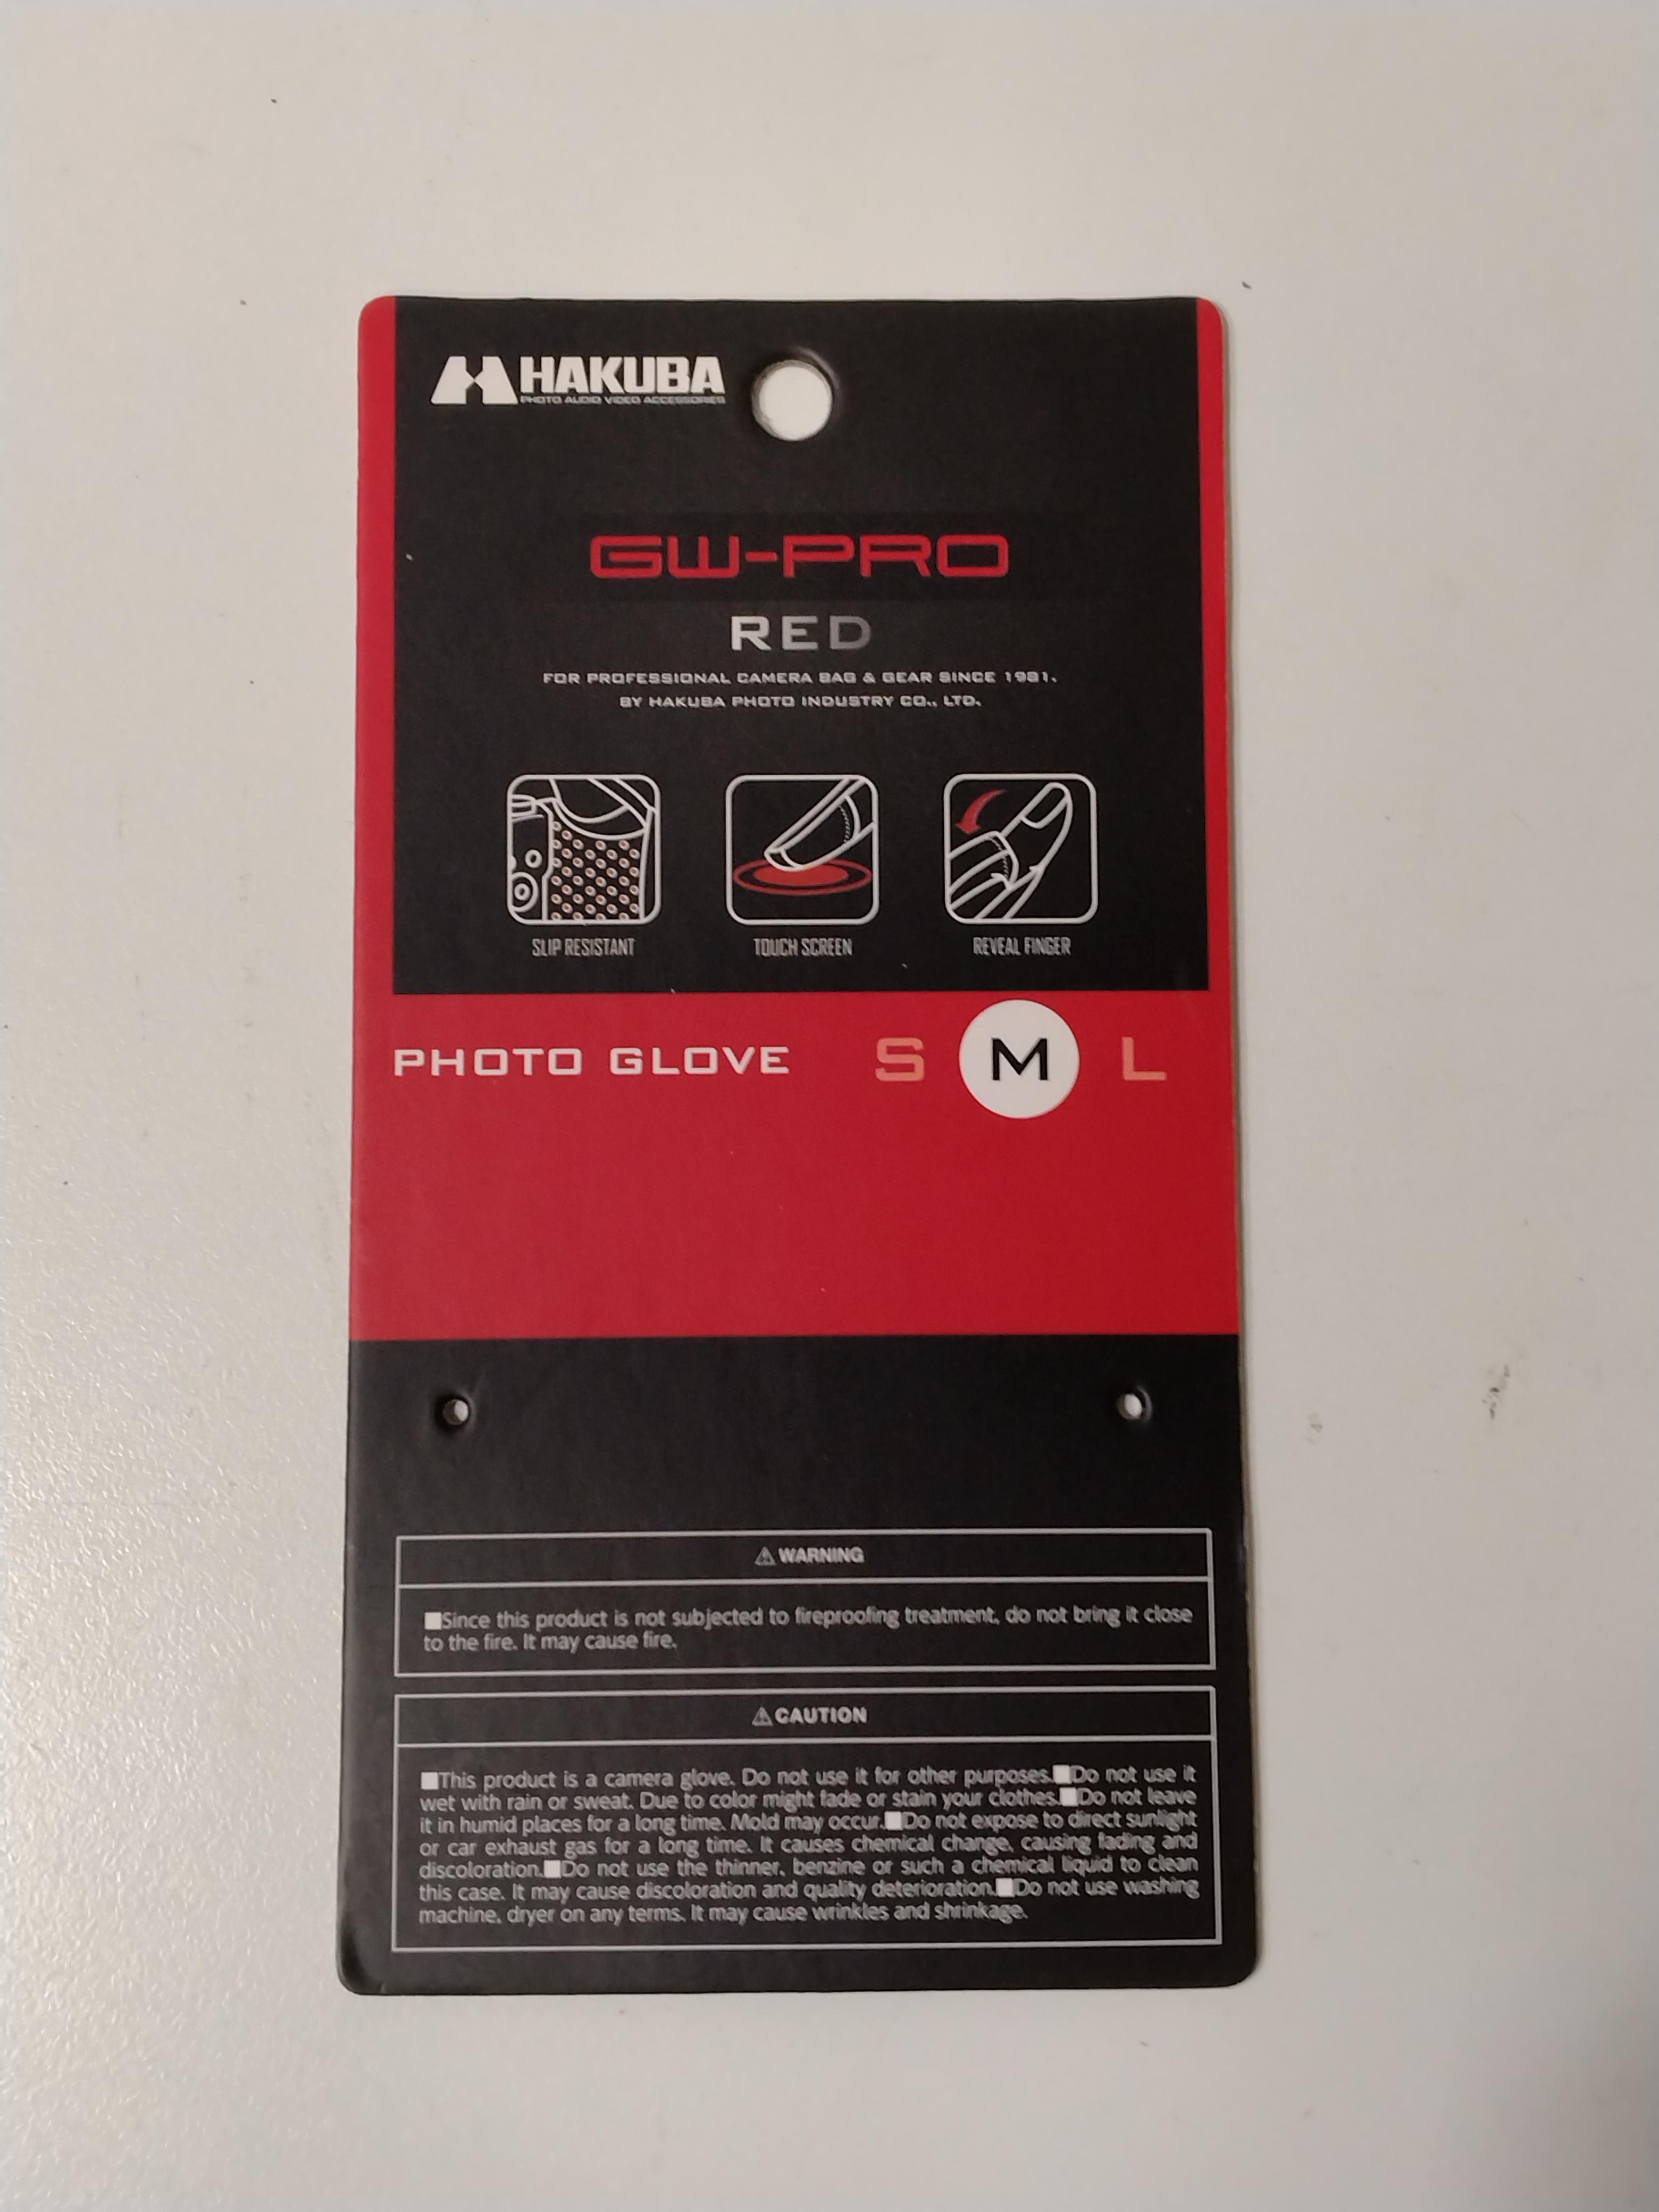 HAKUBA
PHOTO AUDIO VIDEO ACCESSORIES
GW-PRO
RED
FOR PROFESSIONAL CAMERA BAG & GEAR SINCE 1981.
BY HAKUBA PHOTO INDUSTRY CO., LTD.
SLIP RESISTANT TOUCH SCREEN REVEAL FINGER
PHOTO GLOVE S M L
⚠ WARNING
■Since this product is not subjected to fireproofing treatment, do not bring it close
to the fire. It may cause fire.
⚠ CAUTION
■This product is a camera glove. Do not use it for other purposes.■Do not use it
wet with rain or sweat. Due to color might fade or stain your clothes.■Do not leave
it in humid places for a long time. Mold may occur.■Do not expose to direct sunlight
or car exhaust gas for a long time. It causes chemical change, causing fading and
discoloration.■Do not use the thinner, benzine or such a chemical liquid to clean
this case. It may cause discoloration and quality deterioration.■Do not use washing
machine, dryer on any terms. It may cause wrinkles and shrinkage.